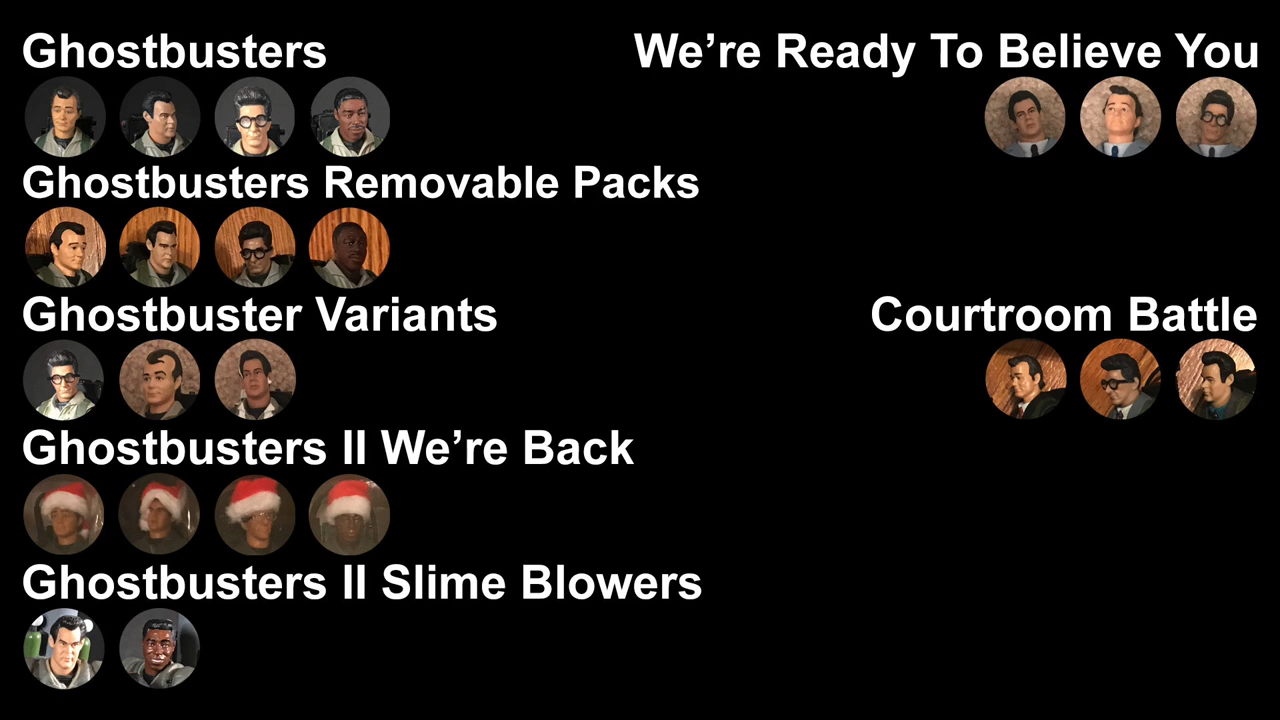 Ghostbusters
We’re Ready To Believe You
Ghostbusters Removable Packs
Ghostbuster Variants
Courtroom Battle
Ghostbusters II We’re Back
Ghostbusters II Slime Blowers